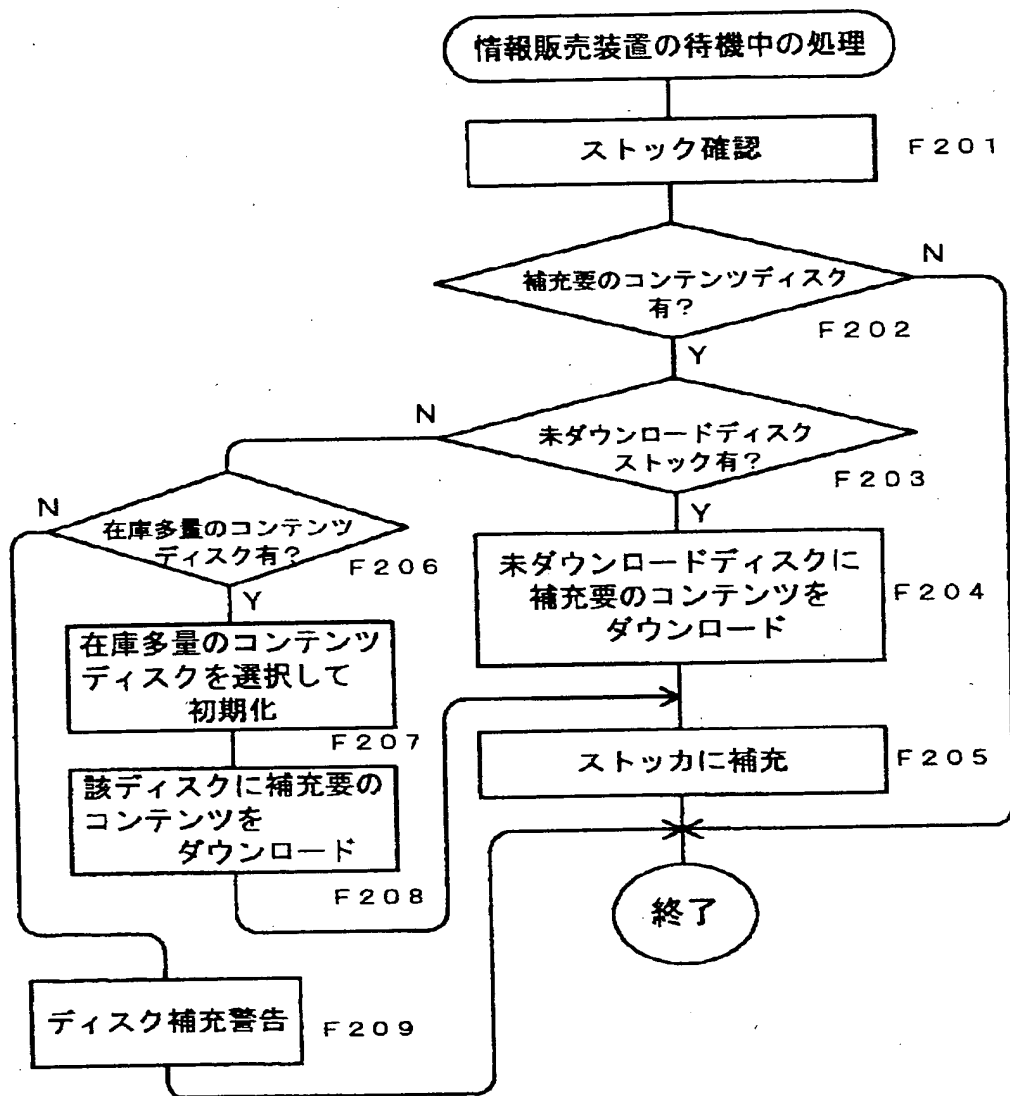 情報販売装置の待機中の処理
ストック確認
F201
補充要のコンテンツディスク
有?
N
F202
Y
未ダウンロードディスク
ストック有?
N
F203
Y
在庫多量のコンテンツ
ディスク有?
N
F206
Y
未ダウンロードディスクに
補充要のコンテンツを
ダウンロード
F204
在庫多量のコンテンツ
ディスクを選択して
初期化
F207
ストッカに補充
F205
該ディスクに補充要の
コンテンツを
ダウンロード
F208
終了
ディスク補充警告
F209